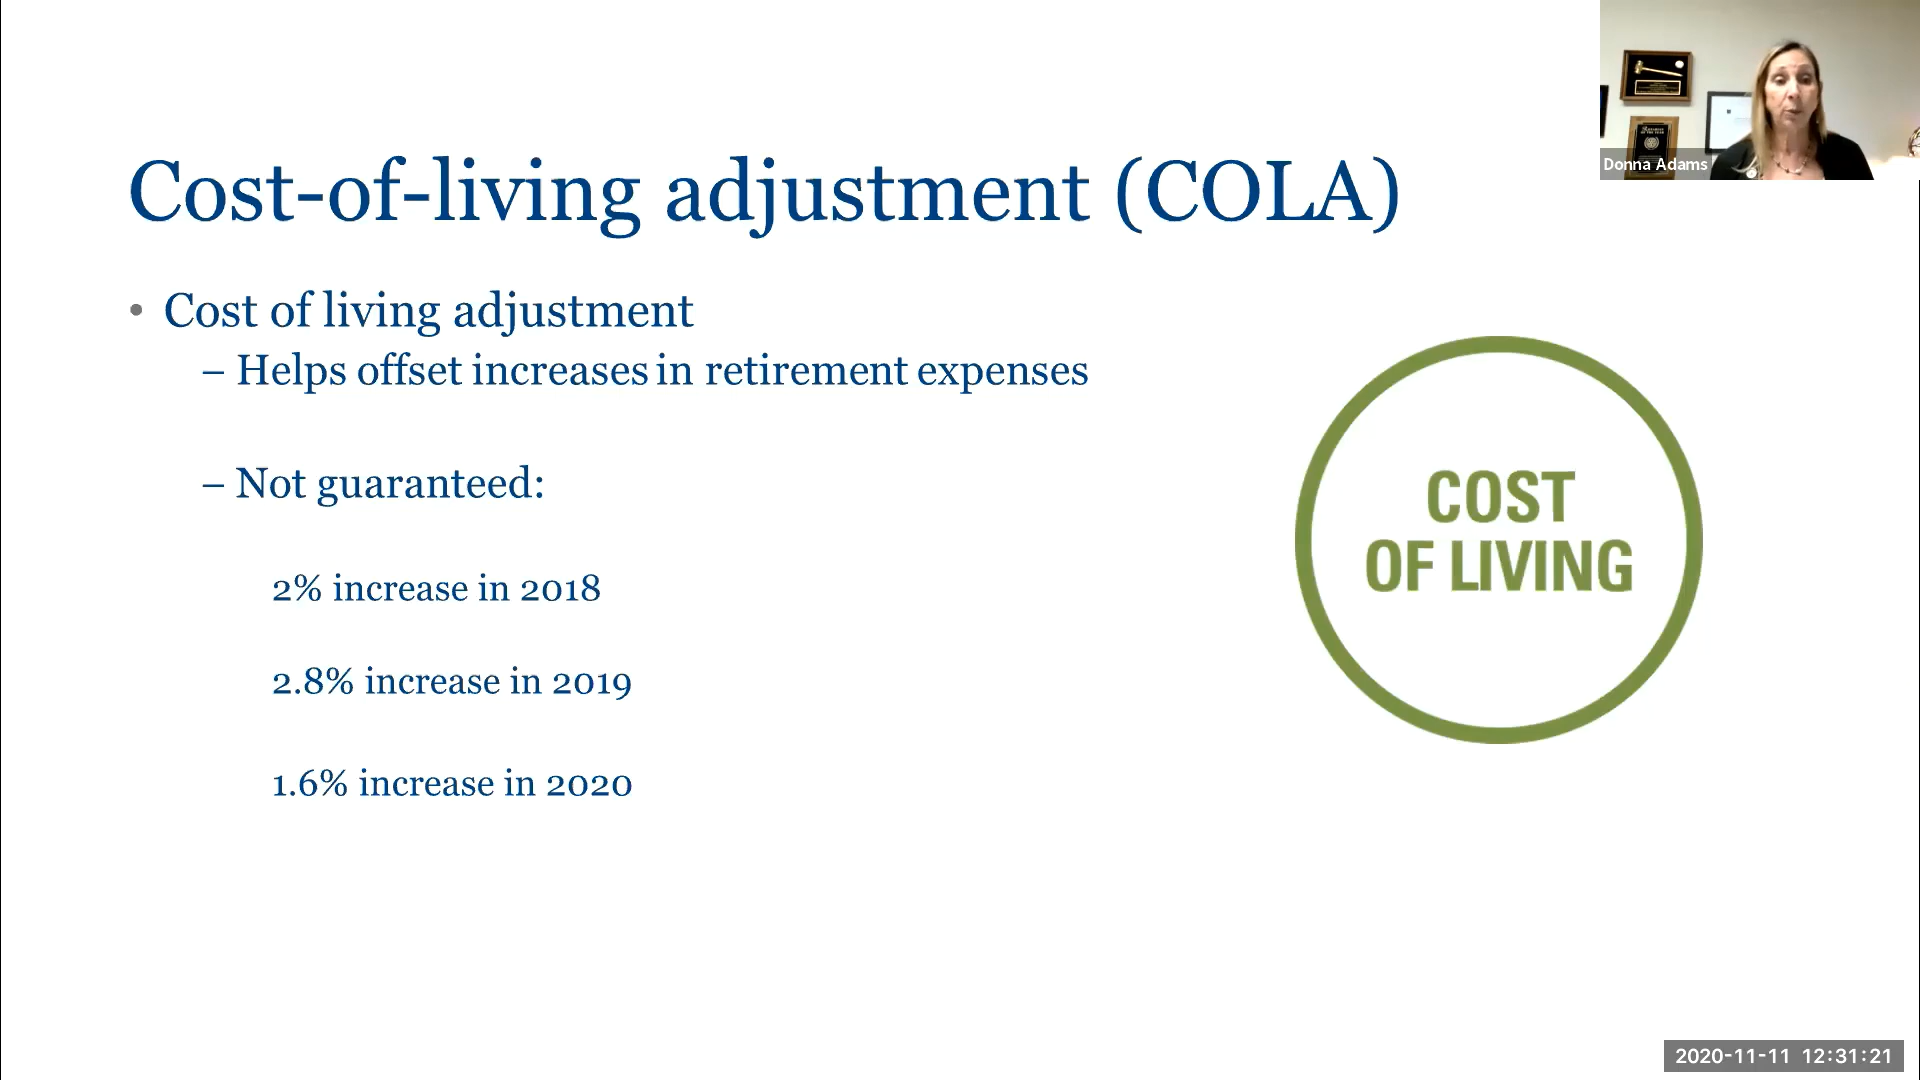 Cost-of-living adjustment (COLA)
• Cost of living adjustment
– Helps offset increases in retirement expenses
– Not guaranteed:
2% increase in 2018
2.8% increase in 2019
1.6% increase in 2020
COST
OF LIVING
Donna Adams
2020-11-11 12:31:21